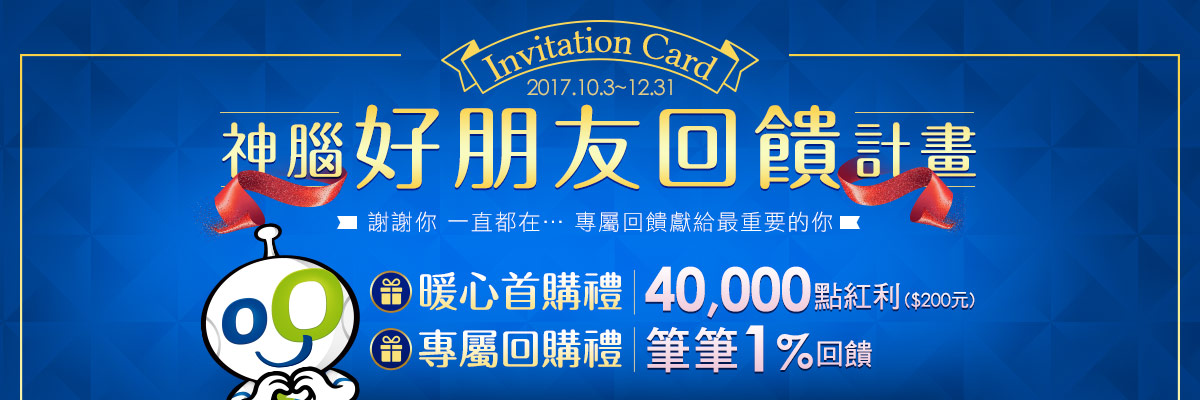 Invitation Card
2017.10.3~12.31
神腦好朋友回饋計畫
謝謝你 一直都在… 專屬回饋獻給最重要的你
暖心首購禮 40,000點紅利($200元)
專屬回購禮 筆筆1%回饋